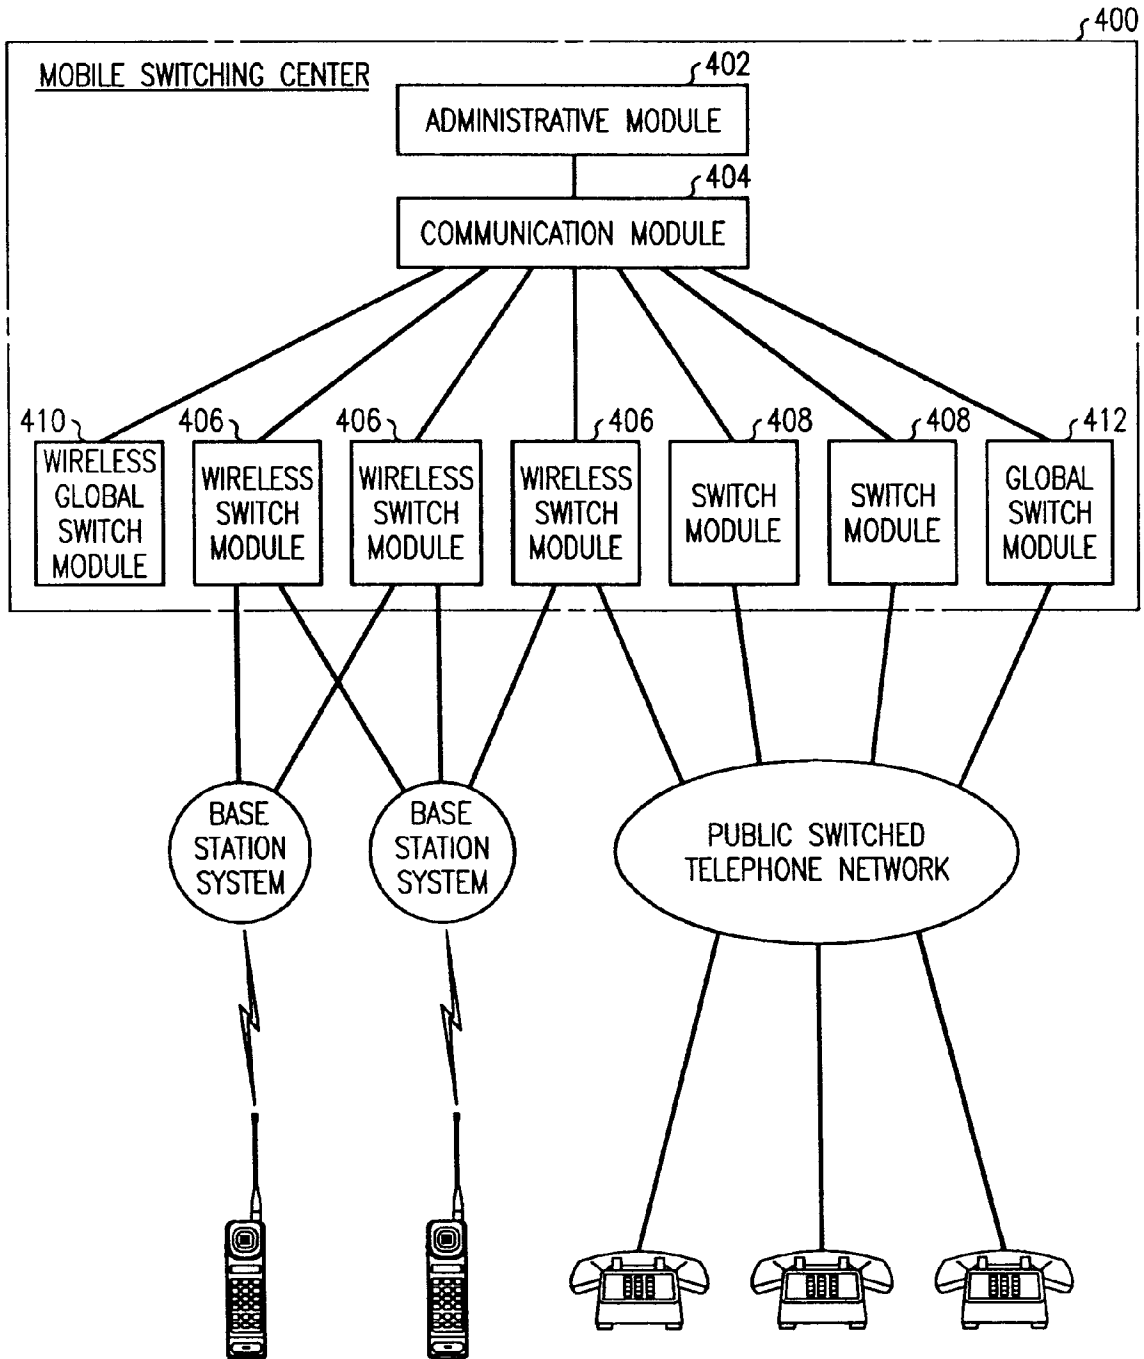 400
MOBILE SWITCHING CENTER
402
ADMINISTRATIVE MODULE
404
COMMUNICATION MODULE
410
WIRELESS
GLOBAL
SWITCH
MODULE
406
WIRELESS
SWITCH
MODULE
406
WIRELESS
SWITCH
MODULE
406
WIRELESS
SWITCH
MODULE
408
SWITCH
MODULE
408
SWITCH
MODULE
412
GLOBAL
SWITCH
MODULE
BASE
STATION
SYSTEM
BASE
STATION
SYSTEM
PUBLIC SWITCHED
TELEPHONE NETWORK